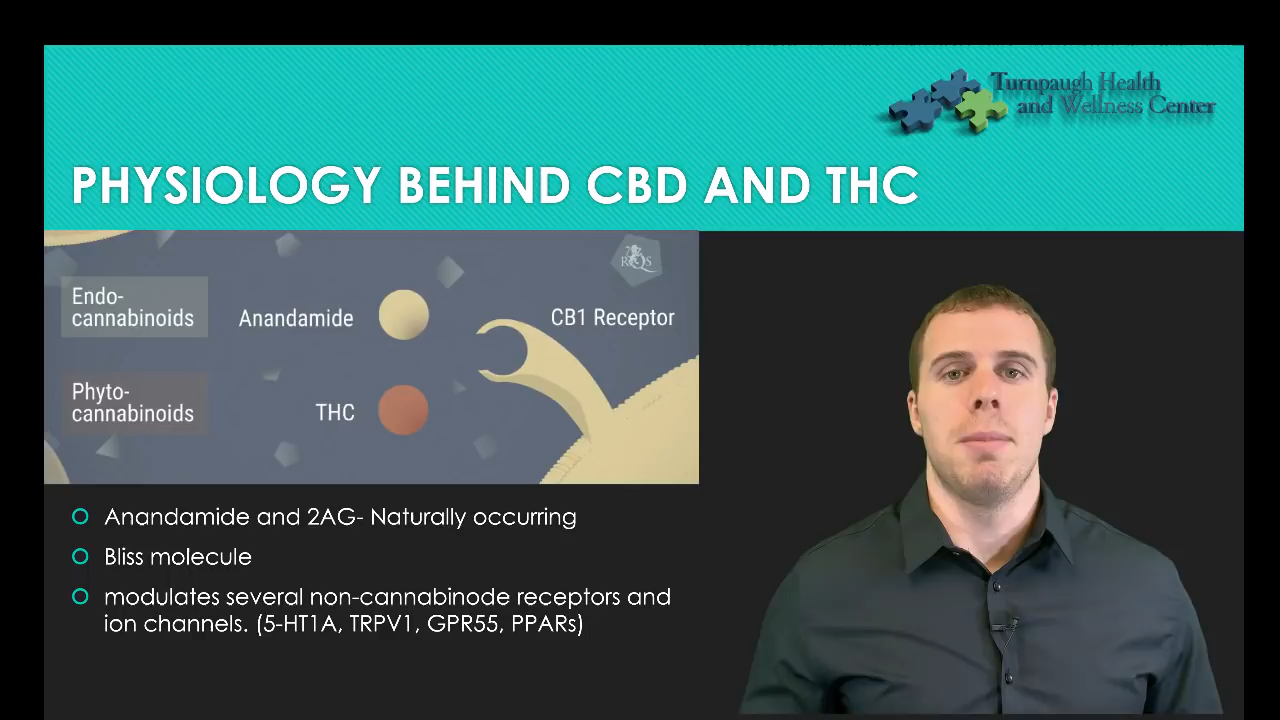 Turnpaugh Health
and Wellness Center
PHYSIOLOGY BEHIND CBD AND THC
RQS
Endo-
cannabinoids
Anandamide
CB1 Receptor
Phyto-
cannabinoids
THC
Anandamide and 2AG- Naturally occurring
Bliss molecule
modulates several non-cannabinode receptors and
ion channels. (5-HT1A, TRPV1, GPR55, PPARs)